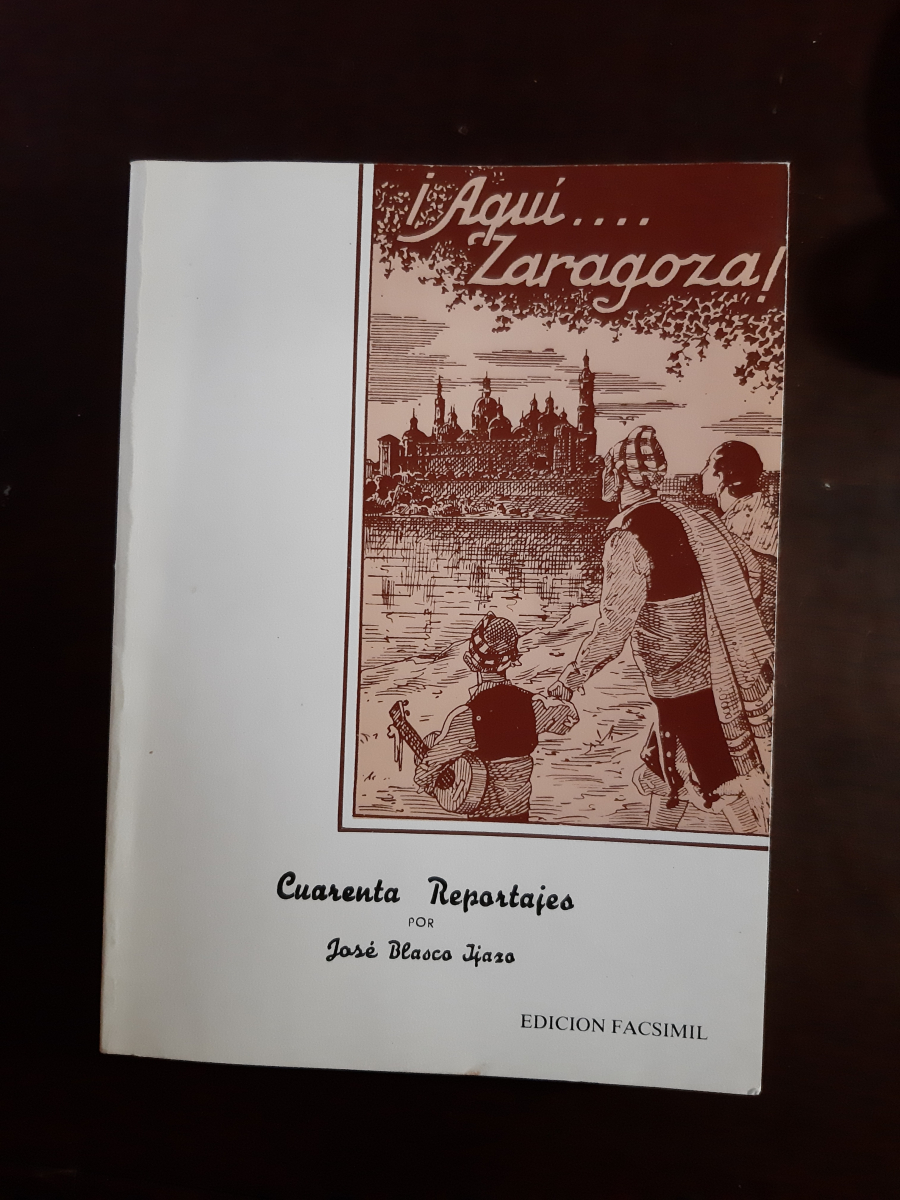 ¡Aquí....
Zaragoza!
Cuarenta Reportajes
POR
José Blasco Ijazo
EDICION FACSIMIL